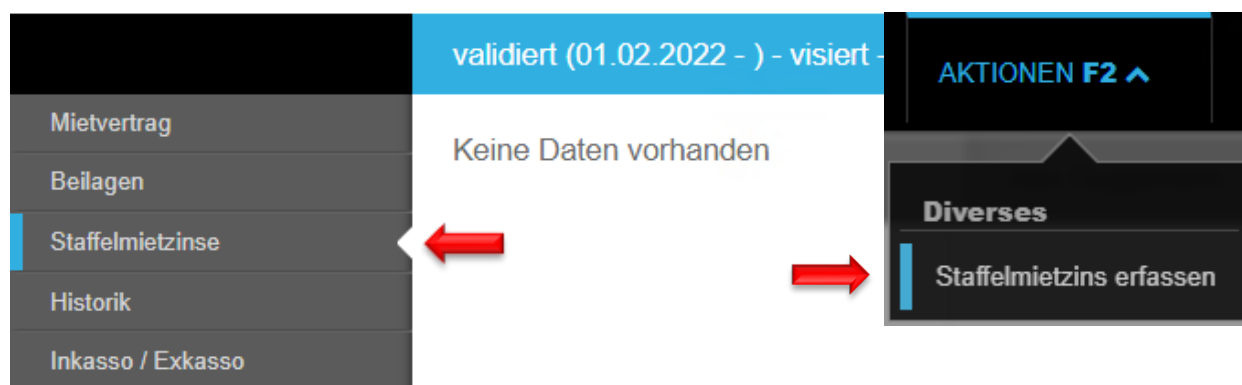 validiert (01.02.2022 - ) - visiert -
Mietvertrag
Beilagen
Staffelmietzinse
Historik
Inkasso / Exkasso
Keine Daten vorhanden
AKTIONEN F2
Diverses
Staffelmietzins erfassen